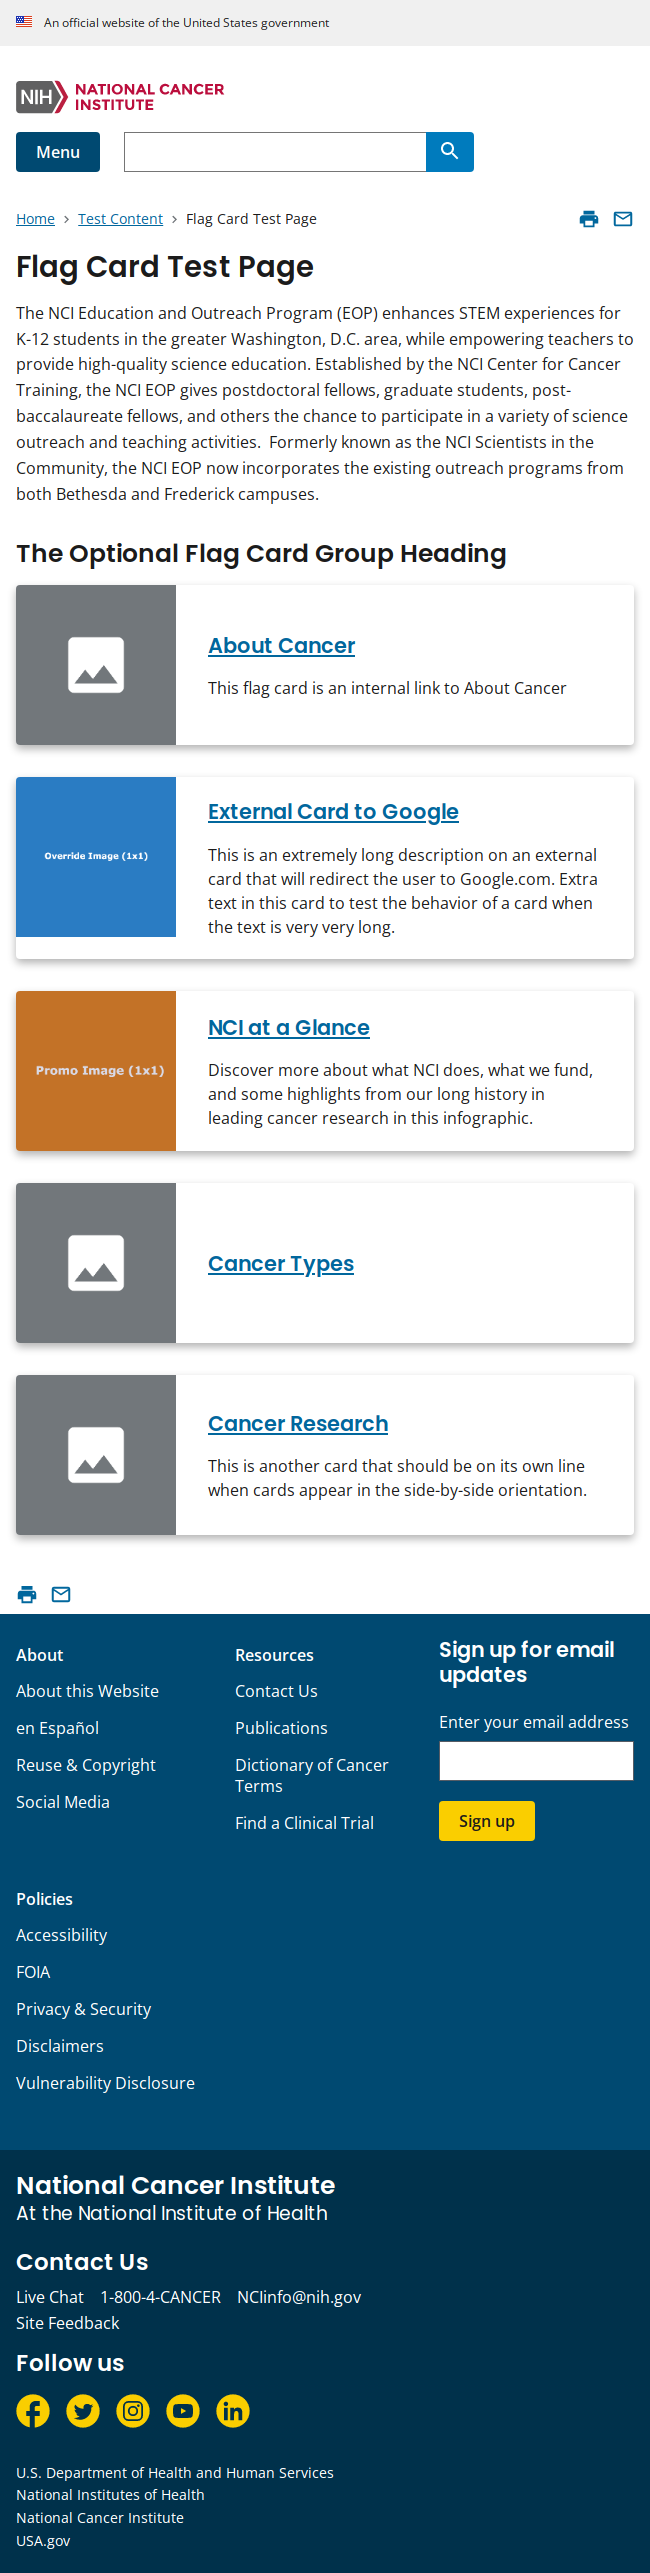 An official website of the United States government
NIH NATIONAL CANCER
INSTITUTE
Menu
Home > Test Content > Flag Card Test Page
Flag Card Test Page
The NCI Education and Outreach Program (EOP) enhances STEM experiences for
K-12 students in the greater Washington, D.C. area, while empowering teachers to
provide high-quality science education. Established by the NCI Center for Cancer
Training, the NCI EOP gives postdoctoral fellows, graduate students, post-
baccalaureate fellows, and others the chance to participate in a variety of science
outreach and teaching activities.  Formerly known as the NCI Scientists in the
Community, the NCI EOP now incorporates the existing outreach programs from
both Bethesda and Frederick campuses.
The Optional Flag Card Group Heading
About Cancer
This flag card is an internal link to About Cancer
Override Image (1x1)
External Card to Google
This is an extremely long description on an external
card that will redirect the user to Google.com. Extra
text in this card to test the behavior of a card when
the text is very very long.
Promo Image (1x1)
NCI at a Glance
Discover more about what NCI does, what we fund,
and some highlights from our long history in
leading cancer research in this infographic.
Cancer Types
Cancer Research
This is another card that should be on its own line
when cards appear in the side-by-side orientation.
About
About this Website
en Español
Reuse & Copyright
Social Media
Resources
Contact Us
Publications
Dictionary of Cancer
Terms
Find a Clinical Trial
Sign up for email
updates
Enter your email address
Sign up
Policies
Accessibility
FOIA
Privacy & Security
Disclaimers
Vulnerability Disclosure
National Cancer Institute
At the National Institute of Health
Contact Us
Live Chat 1-800-4-CANCER NCIinfo@nih.gov
Site Feedback
Follow us
U.S. Department of Health and Human Services
National Institutes of Health
National Cancer Institute
USA.gov